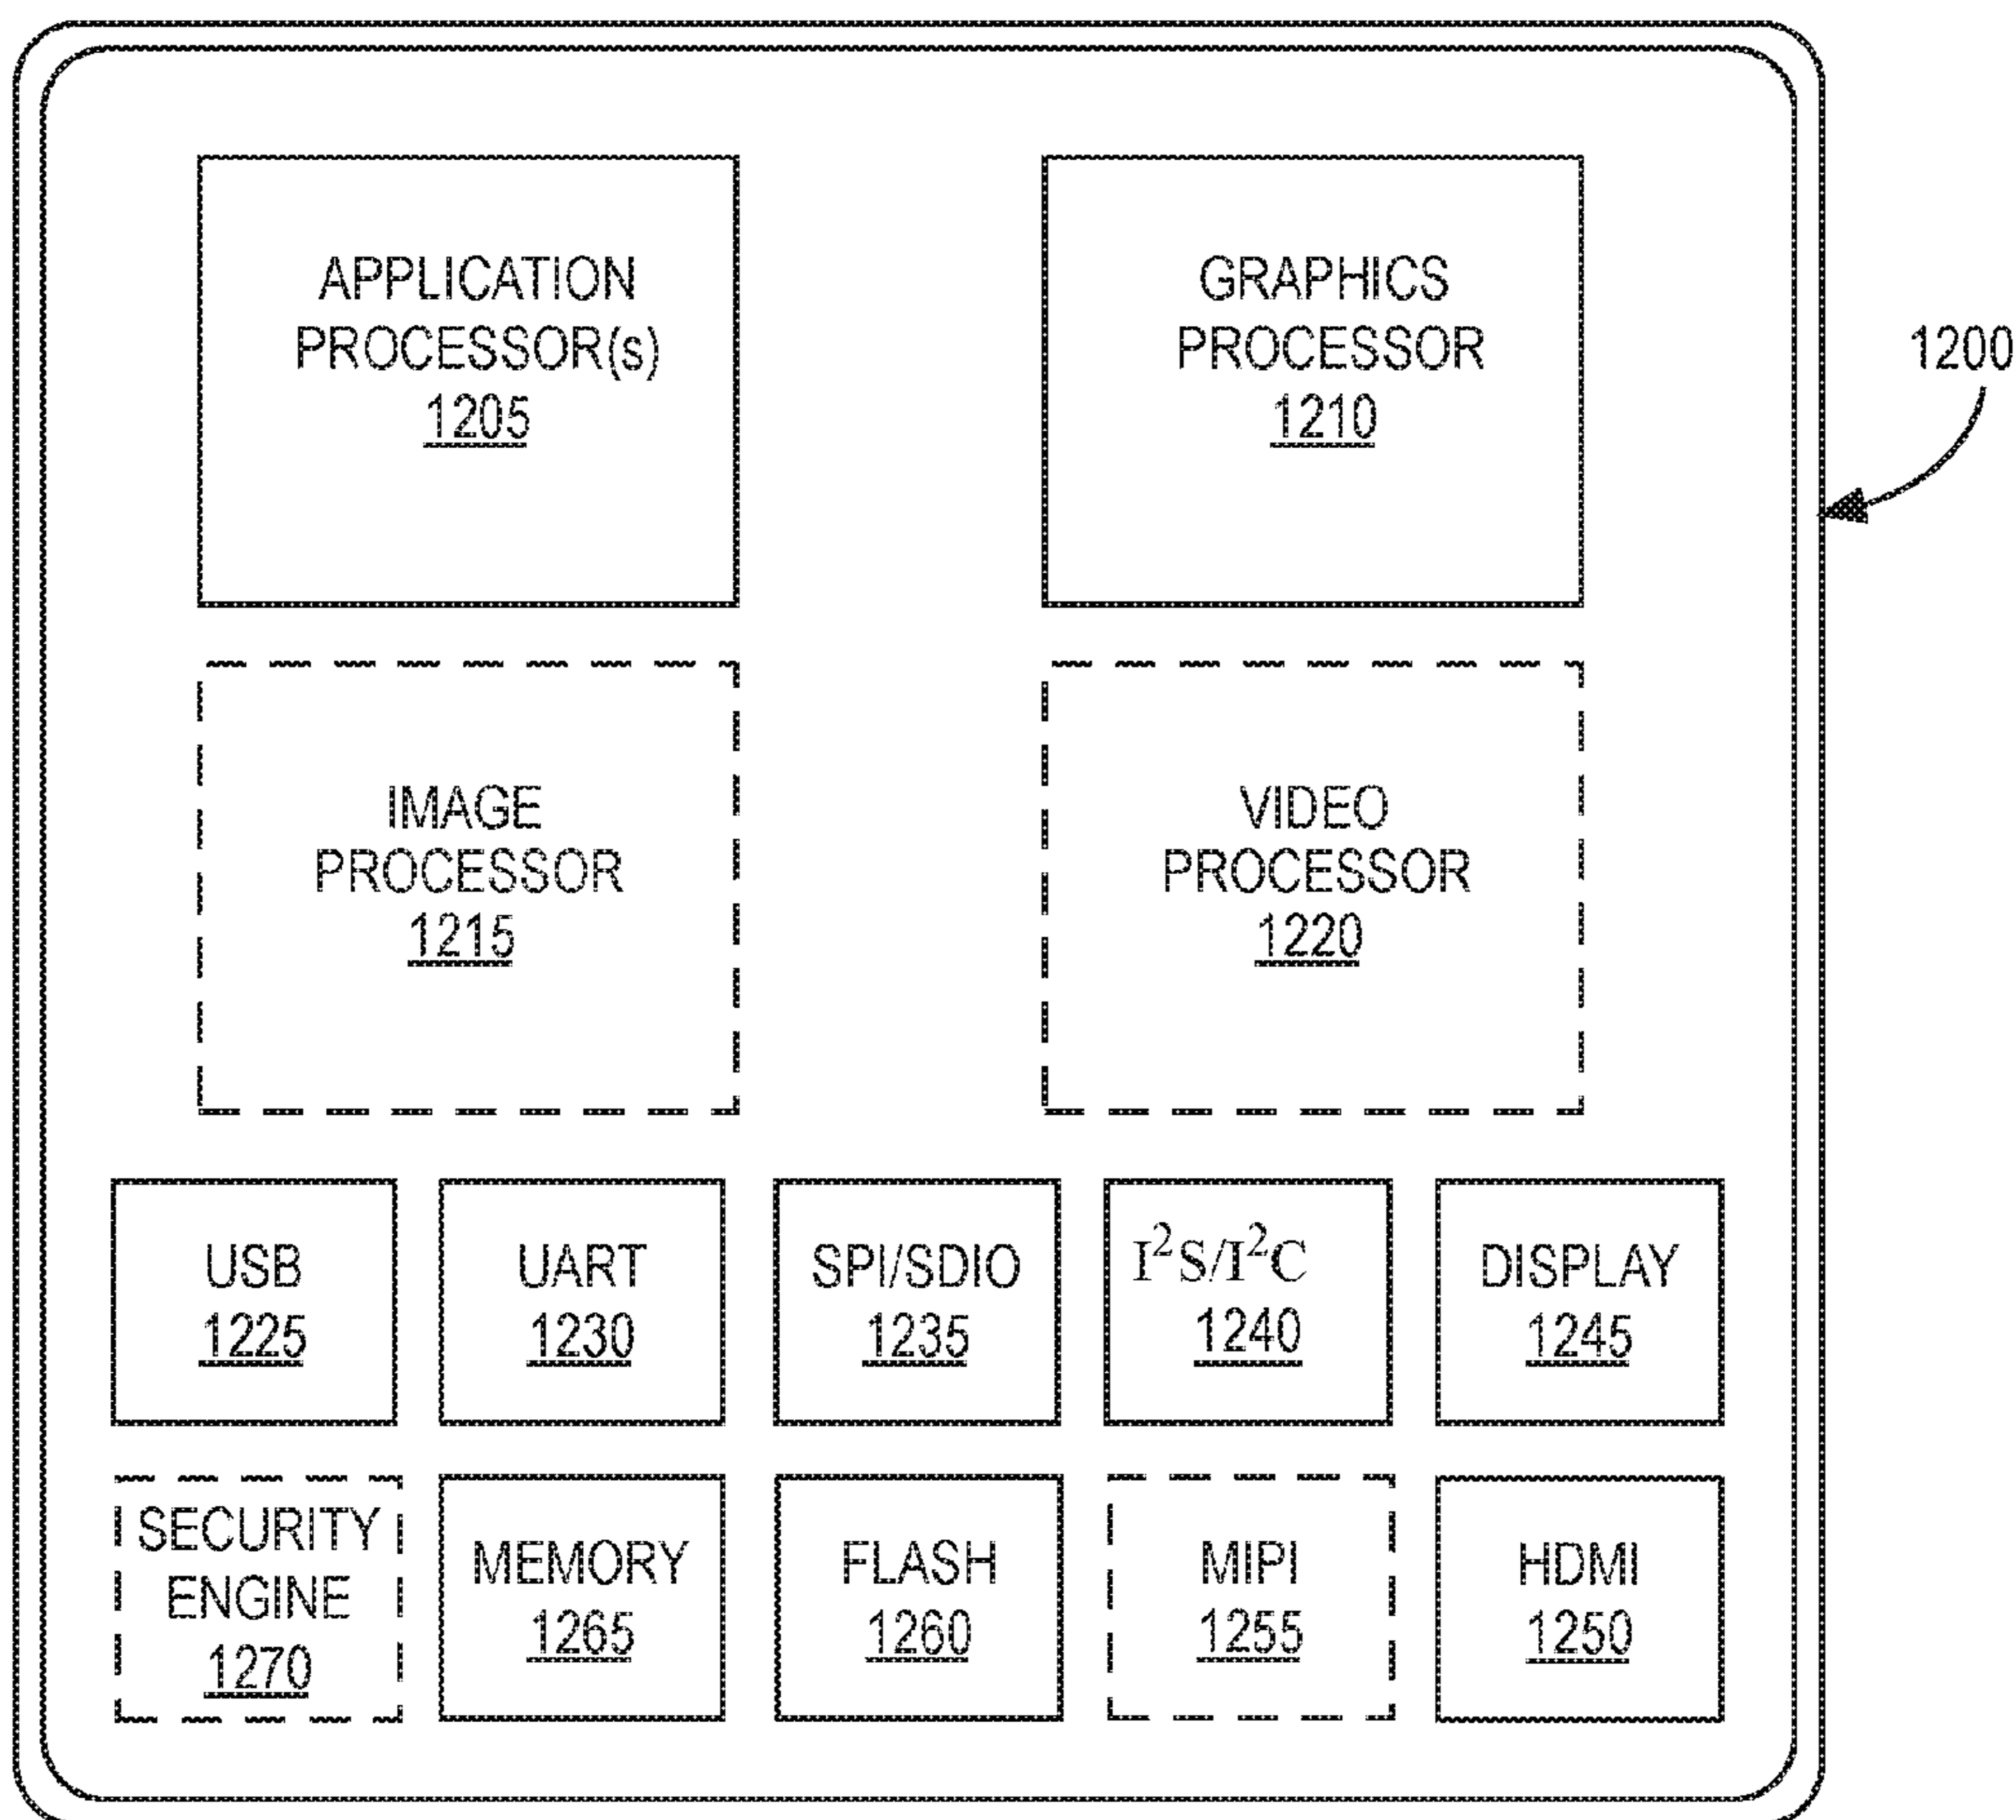 APPLICATION
PROCESSOR(s)
1205
GRAPHICS
PROCESSOR
1210
1200
IMAGE
PROCESSOR
1215
VIDEO
PROCESSOR
1220
USB
1225
UART
1230
SPI/SDIO
1235
I²S/I²C
1240
DISPLAY
1245
SECURITY
ENGINE
1270
MEMORY
1265
FLASH
1260
MIPI
1255
HDMI
1250